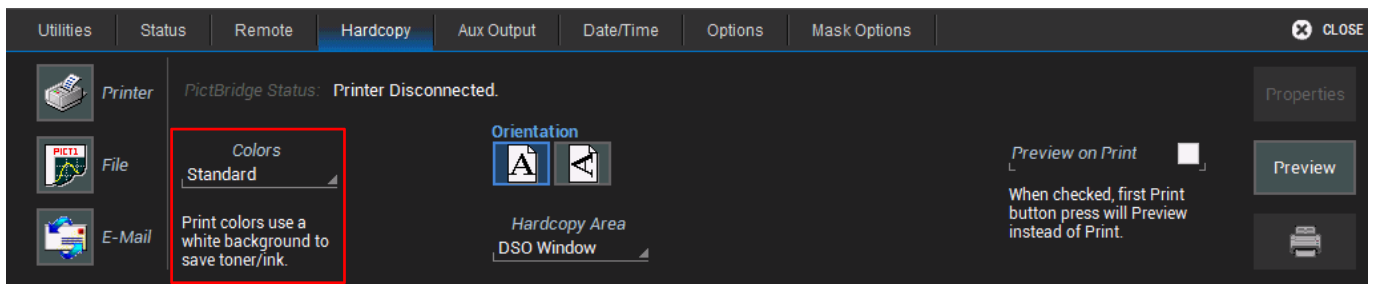 Utilities
Status
Remote
Hardcopy
Aux Output
Date/Time
Options
Mask Options
CLOSE
Printer
PictBridge Status: Printer Disconnected.
Properties
PICT1
File
Colors
Standard
Orientation
A
A
Preview on Print
Preview
When checked, first Print
button press will Preview
instead of Print.
E-Mail
Print colors use a
white background to
save toner/ink.
Hardcopy Area
DSO Window